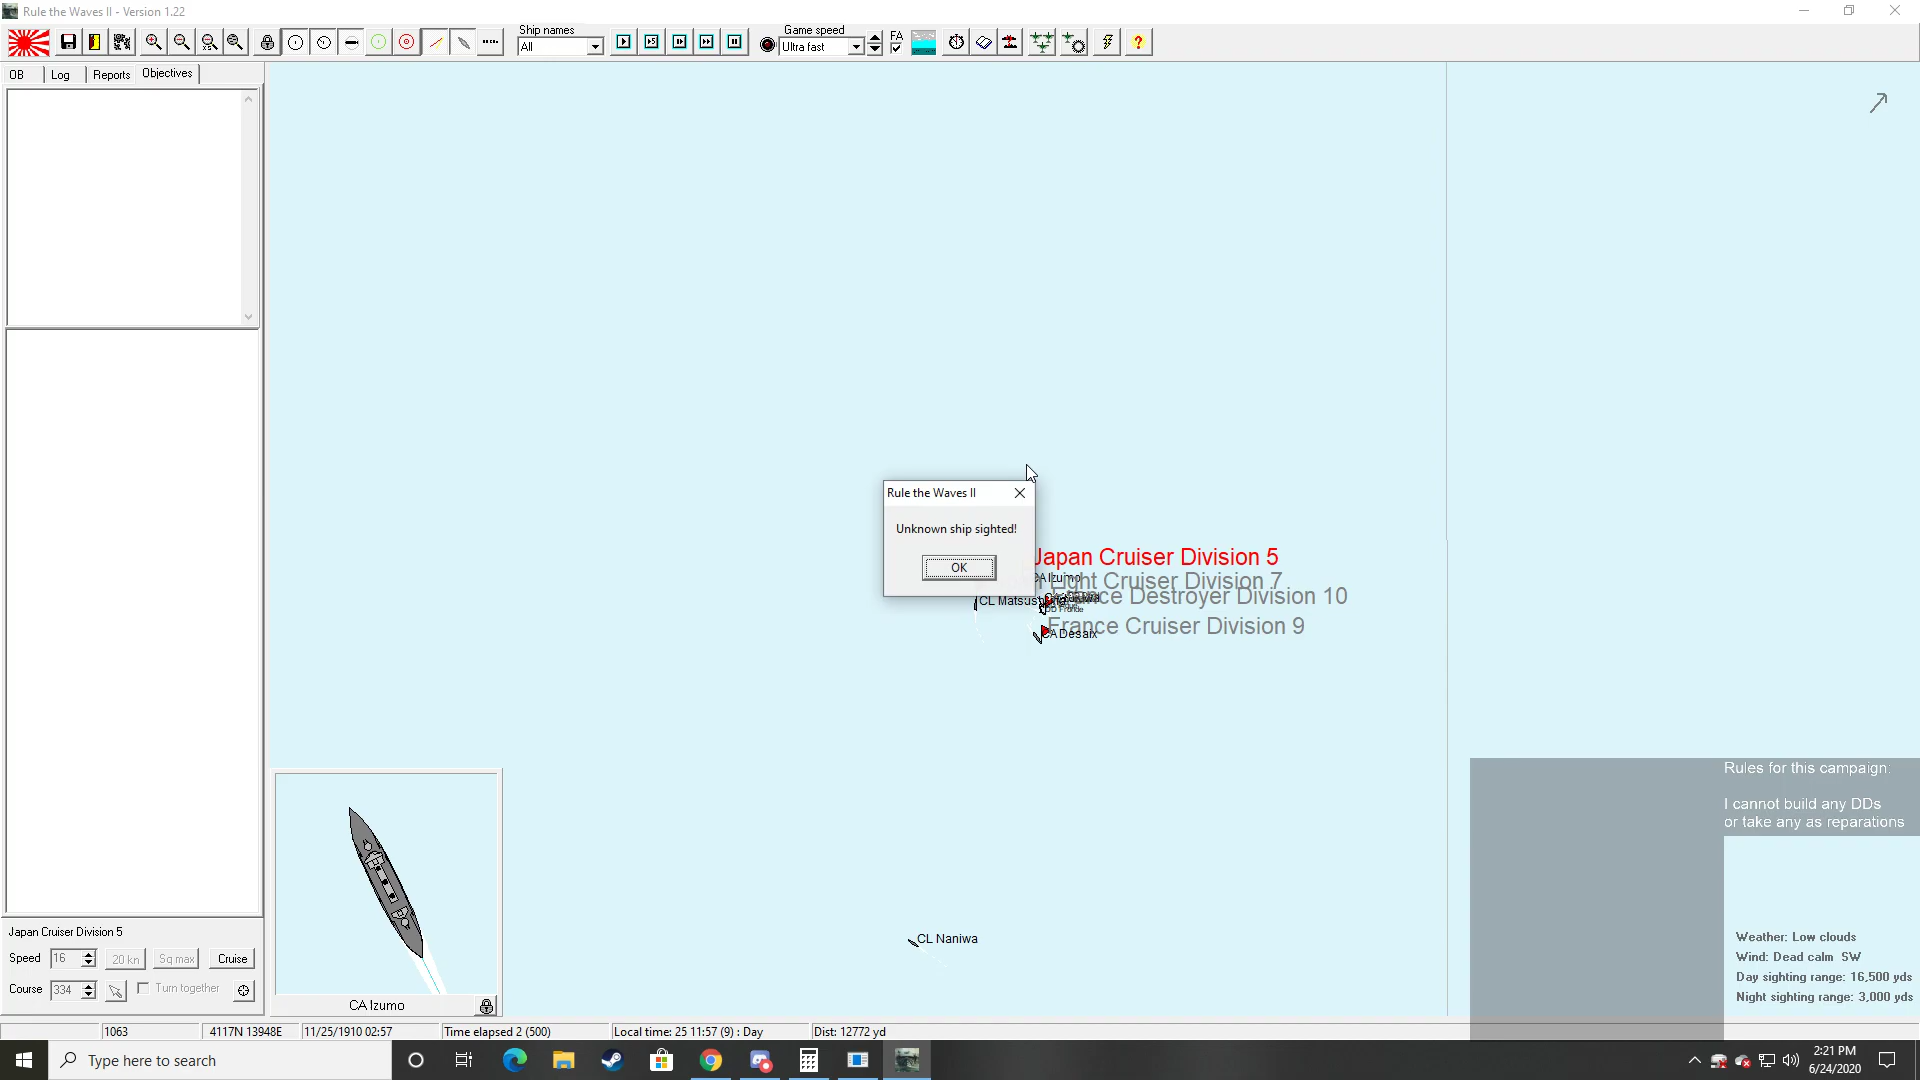 Rule the Waves II - Version 1.22
Ship names
All
Game speed
Ultra fast
FA
OB
Log
Reports
Objectives
Rule the Waves II
Unknown ship sighted!
OK
Japan Cruiser Division 5
CA Izumo
Light Cruiser Division 7
CL Matsus
France Destroyer Division 10
DD Fronde
France Cruiser Division 9
CA Desaix
CL Naniwa
Rules for this campaign:
I cannot build any DDs
or take any as reparations
Weather: Low clouds
Wind: Dead calm SW
Day sighting range: 16,500 yds
Night sighting range: 3,000 yds
Japan Cruiser Division 5
Speed
16
20 kn
Sq max
Cruise
Course
334
Turn together
CA Izumo
1063
4117N 13948E
11/25/1910 02:57
Time elapsed 2 (500)
Local time: 25 11:57 (9) : Day
Dist: 12772 yd
Type here to search
2:21 PM
6/24/2020